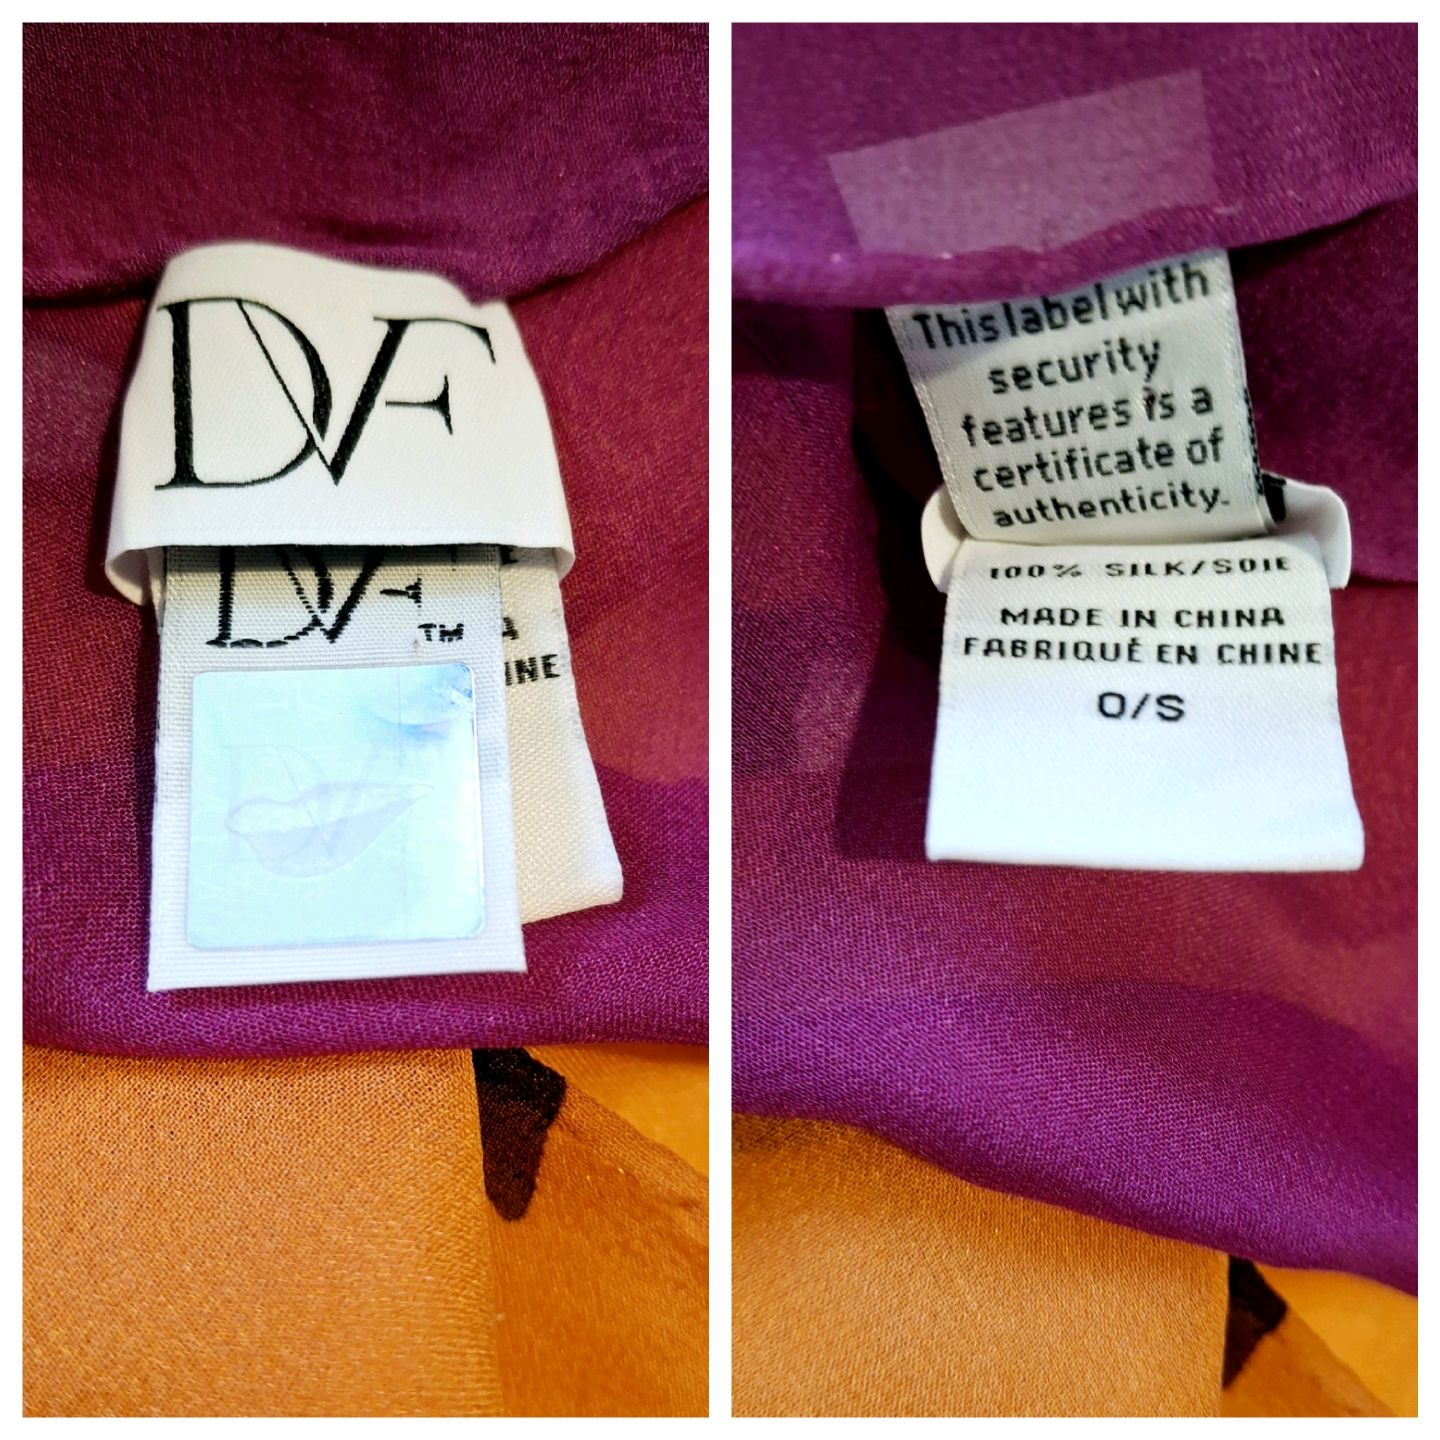 DVF
DVF
TM
A
INE
DVF
This label with
security
features is a
certificate of
authenticity.
100% SILK/SOIE
MADE IN CHINA
FABRIQUÉ EN CHINE
O/S